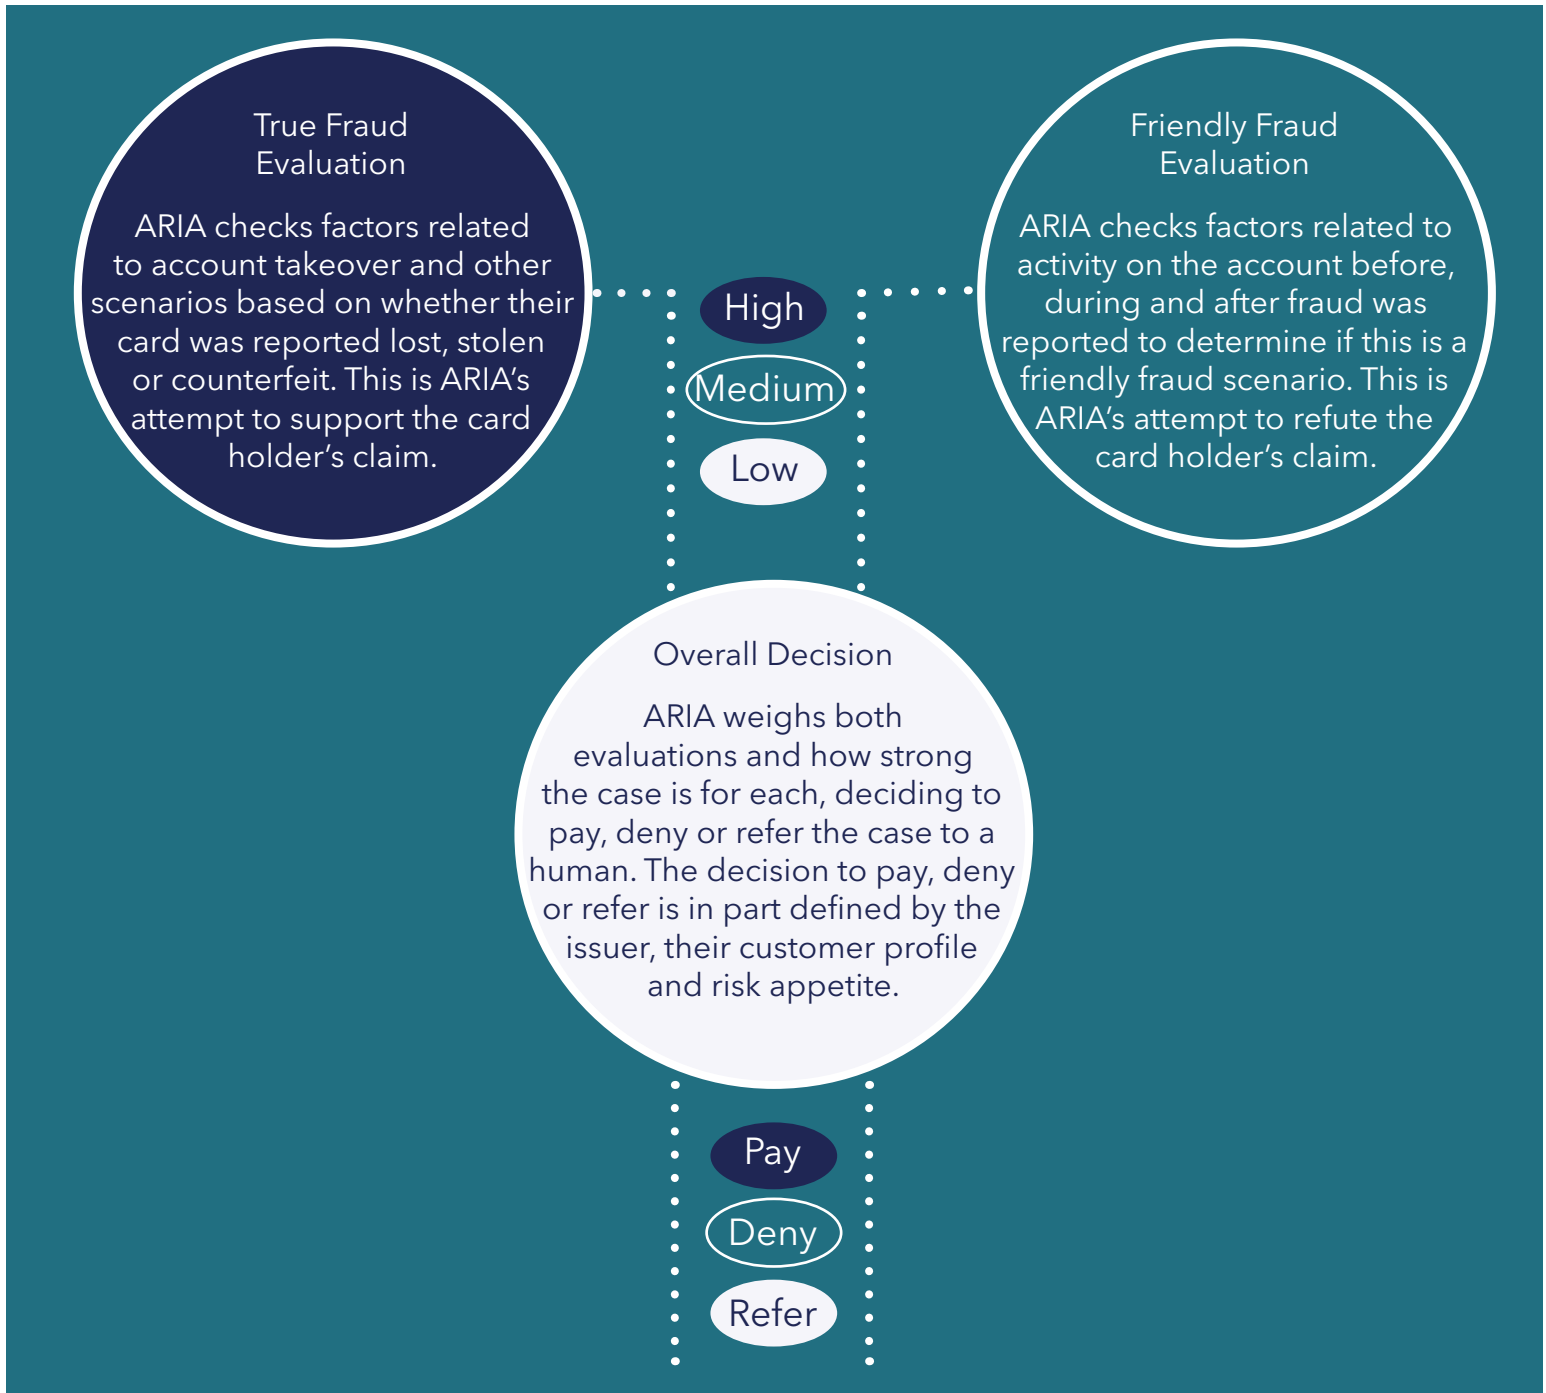 True Fraud
Evaluation
ARIA checks factors related
to account takeover and other
scenarios based on whether their
card was reported lost, stolen
or counterfeit. This is ARIA’s
attempt to support the card
holder’s claim.
High
Medium
Low
Friendly Fraud
Evaluation
ARIA checks factors related to
activity on the account before,
during and after fraud was
reported to determine if this is a
friendly fraud scenario. This is
ARIA’s attempt to refute the
card holder’s claim.
Overall Decision
ARIA weighs both
evaluations and how strong
the case is for each, deciding to
pay, deny or refer the case to a
human. The decision to pay, deny
or refer is in part defined by the
issuer, their customer profile
and risk appetite.
Pay
Deny
Refer